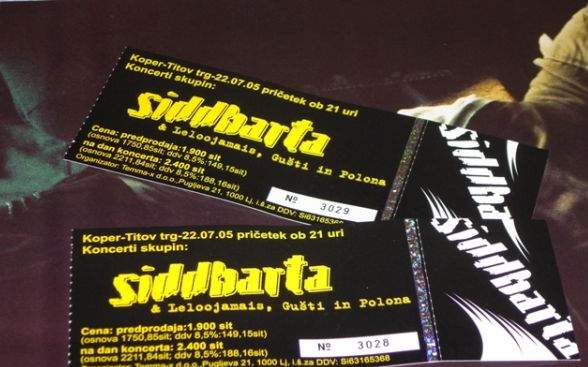 Koper-Titov trg-22.07.05 pričetek ob 21 uri
Koncerti skupin:
Siddharta
& Leloojamais, Gušti in Polona
Cena: predprodaja:1.900 sit
(osnova 1750,85sit; ddv 8,5%:149,15sit)
na dan koncerta: 2.400 sit
(osnova 2211,84sit; ddv 8,5%:188,16sit)
Organizator: Temma-x d.o.o.,Pugljeva 21, 1000 Lj, i.š.za DDV: Si63165368
№ 3029
Siddharta
Koper-Titov trg-22.07.05 pričetek ob 21 uri
Koncerti skupin:
Siddharta
& Leloojamais, Gušti in Polona
Cena: predprodaja:1.900 sit
(osnova 1750,85sit; ddv 8,5%:149,15sit)
na dan koncerta: 2.400 sit
(osnova 2211,84sit; ddv 8,5%:188,16sit)
Organizator: Temma-x d.o.o.,Pugljeva 21, 1000 Lj, i.š.za DDV: Si63165368
№ 3028
Siddharta